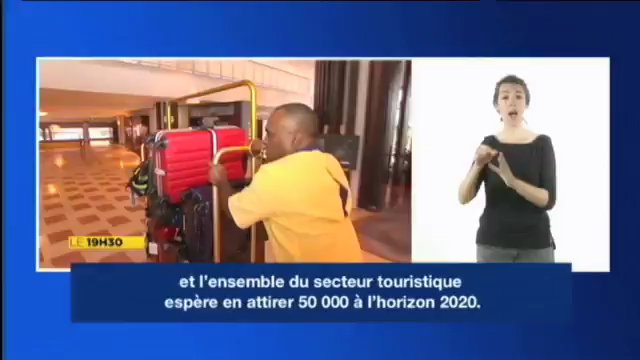 LE 19H30
et l'ensemble du secteur touristique
espère en attirer 50 000 à l'horizon 2020.